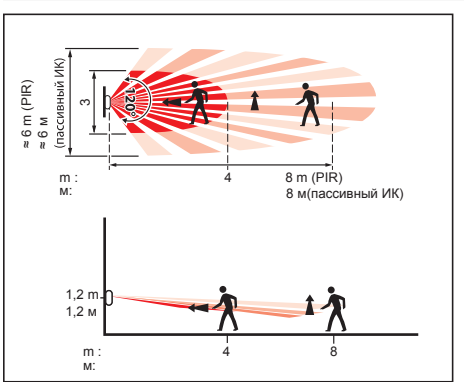 ≈ 6 m (PIR)
≈ 6 м
(пассивный ИК)
3
120°
m :
м:
4
8 m (PIR)
8 м(пассивный ИК)
1,2 m
1,2 м
m :
м:
4
8